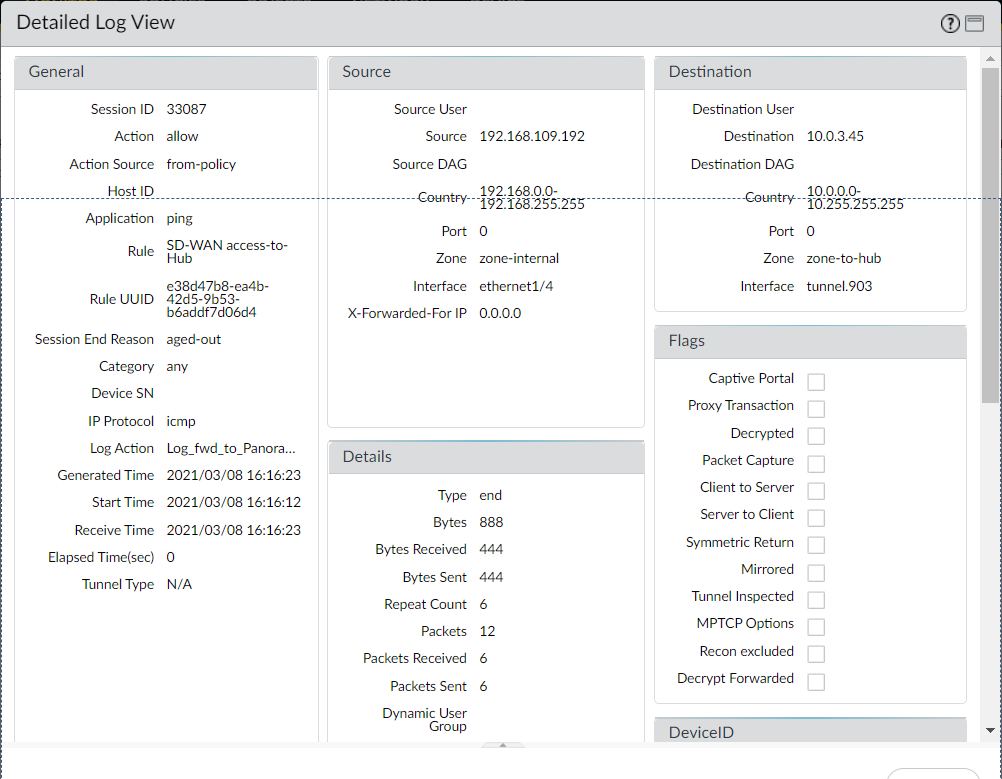 Detailed Log View
General
Session ID 33087
Action allow
Action Source from-policy
Host ID
Application ping
Rule SD-WAN access-to-
Hub
Rule UUID e38d47b8-ea4b-
42d5-9b53-
b6addf7d06d4
Session End Reason aged-out
Category any
Device SN
IP Protocol icmp
Log Action Log_fwd_to_Panora...
Generated Time 2021/03/08 16:16:23
Start Time 2021/03/08 16:16:12
Receive Time 2021/03/08 16:16:23
Elapsed Time(sec) 0
Tunnel Type N/A
Source
Source User
Source 192.168.109.192
Source DAG
Country 192.168.0.0-
192.168.255.255
Port 0
Zone zone-internal
Interface ethernet1/4
X-Forwarded-For IP 0.0.0.0
Details
Type end
Bytes 888
Bytes Received 444
Bytes Sent 444
Repeat Count 6
Packets 12
Packets Received 6
Packets Sent 6
Dynamic User
Group
Destination
Destination User
Destination 10.0.3.45
Destination DAG
Country 10.0.0.0-
10.255.255.255
Port 0
Zone zone-to-hub
Interface tunnel.903
Flags
Captive Portal
Proxy Transaction
Decrypted
Packet Capture
Client to Server
Server to Client
Symmetric Return
Mirrored
Tunnel Inspected
MPTCP Options
Recon excluded
Decrypt Forwarded
DeviceID